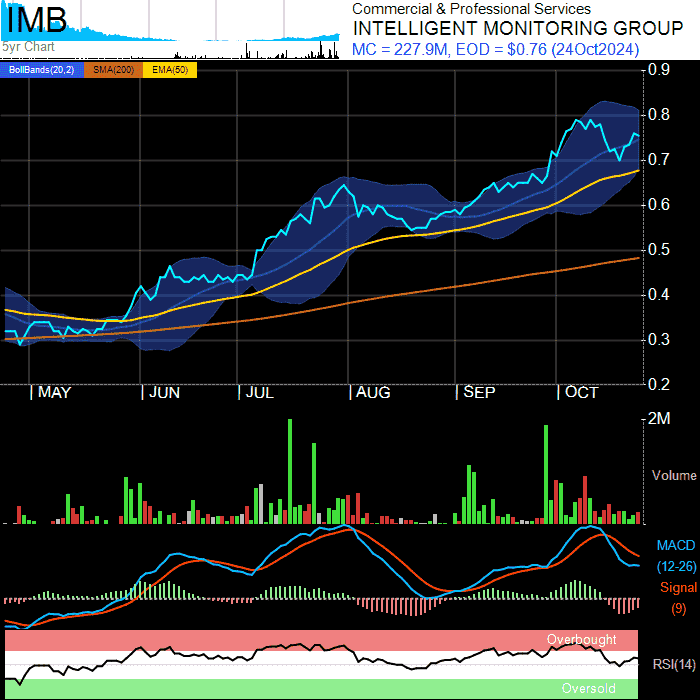 IMB
5yr Chart
Commercial & Professional Services
INTELLIGENT MONITORING GROUP
MC = 227.9M, EOD = $0.76 (24Oct2024)
BollBands(20,2) SMA(200) EMA(50)
0.9
0.8
0.7
0.6
0.5
0.4
0.3
0.2
MAY JUN JUL AUG SEP OCT
2M
Volume
MACD
(12-26)
Signal
(9)
Overbought
RSI(14)
Oversold